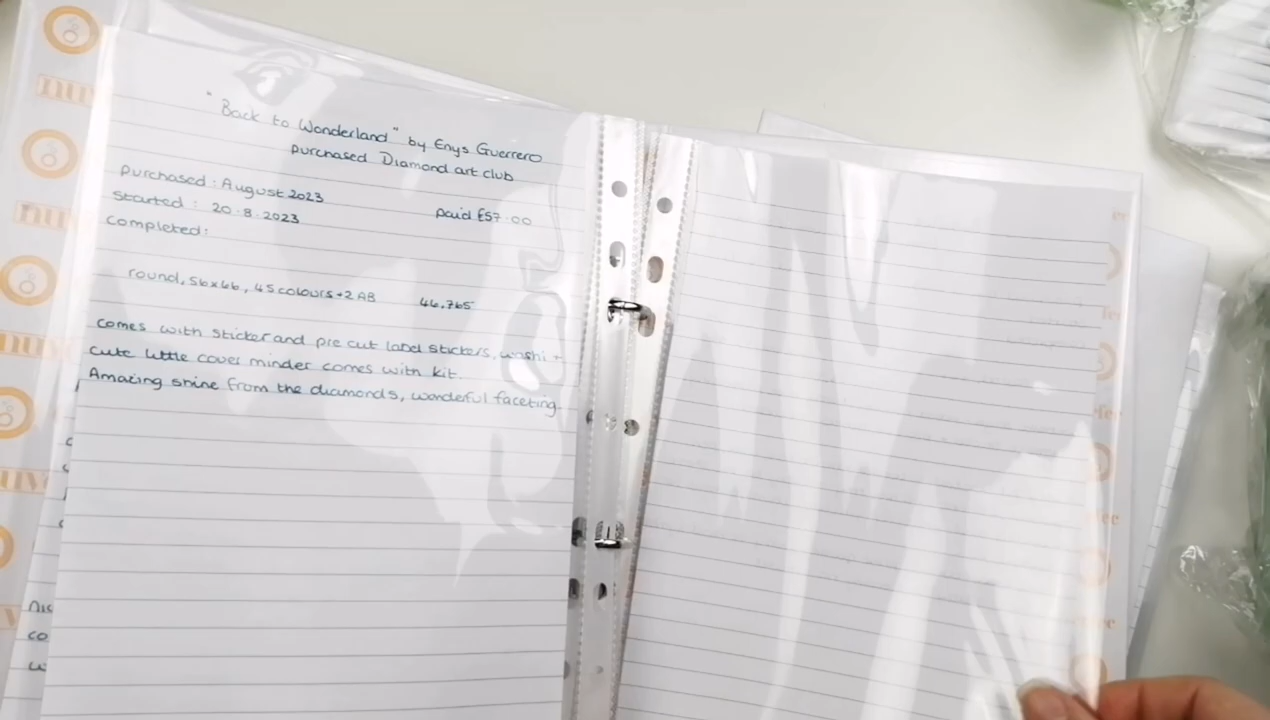 "Back to Wonderland" by Enys Guerrero
purchased Diamond art club
purchased: August 2023
Started : 20.8.2023
paid £57.00
completed:
round, 56x46, 45 colours + 2 AB
46,765
comes with sticker and pre cut label stickers, washi +
cute little cover minder comes with kit.
Amazing shine from the diamonds, wonderful faceting